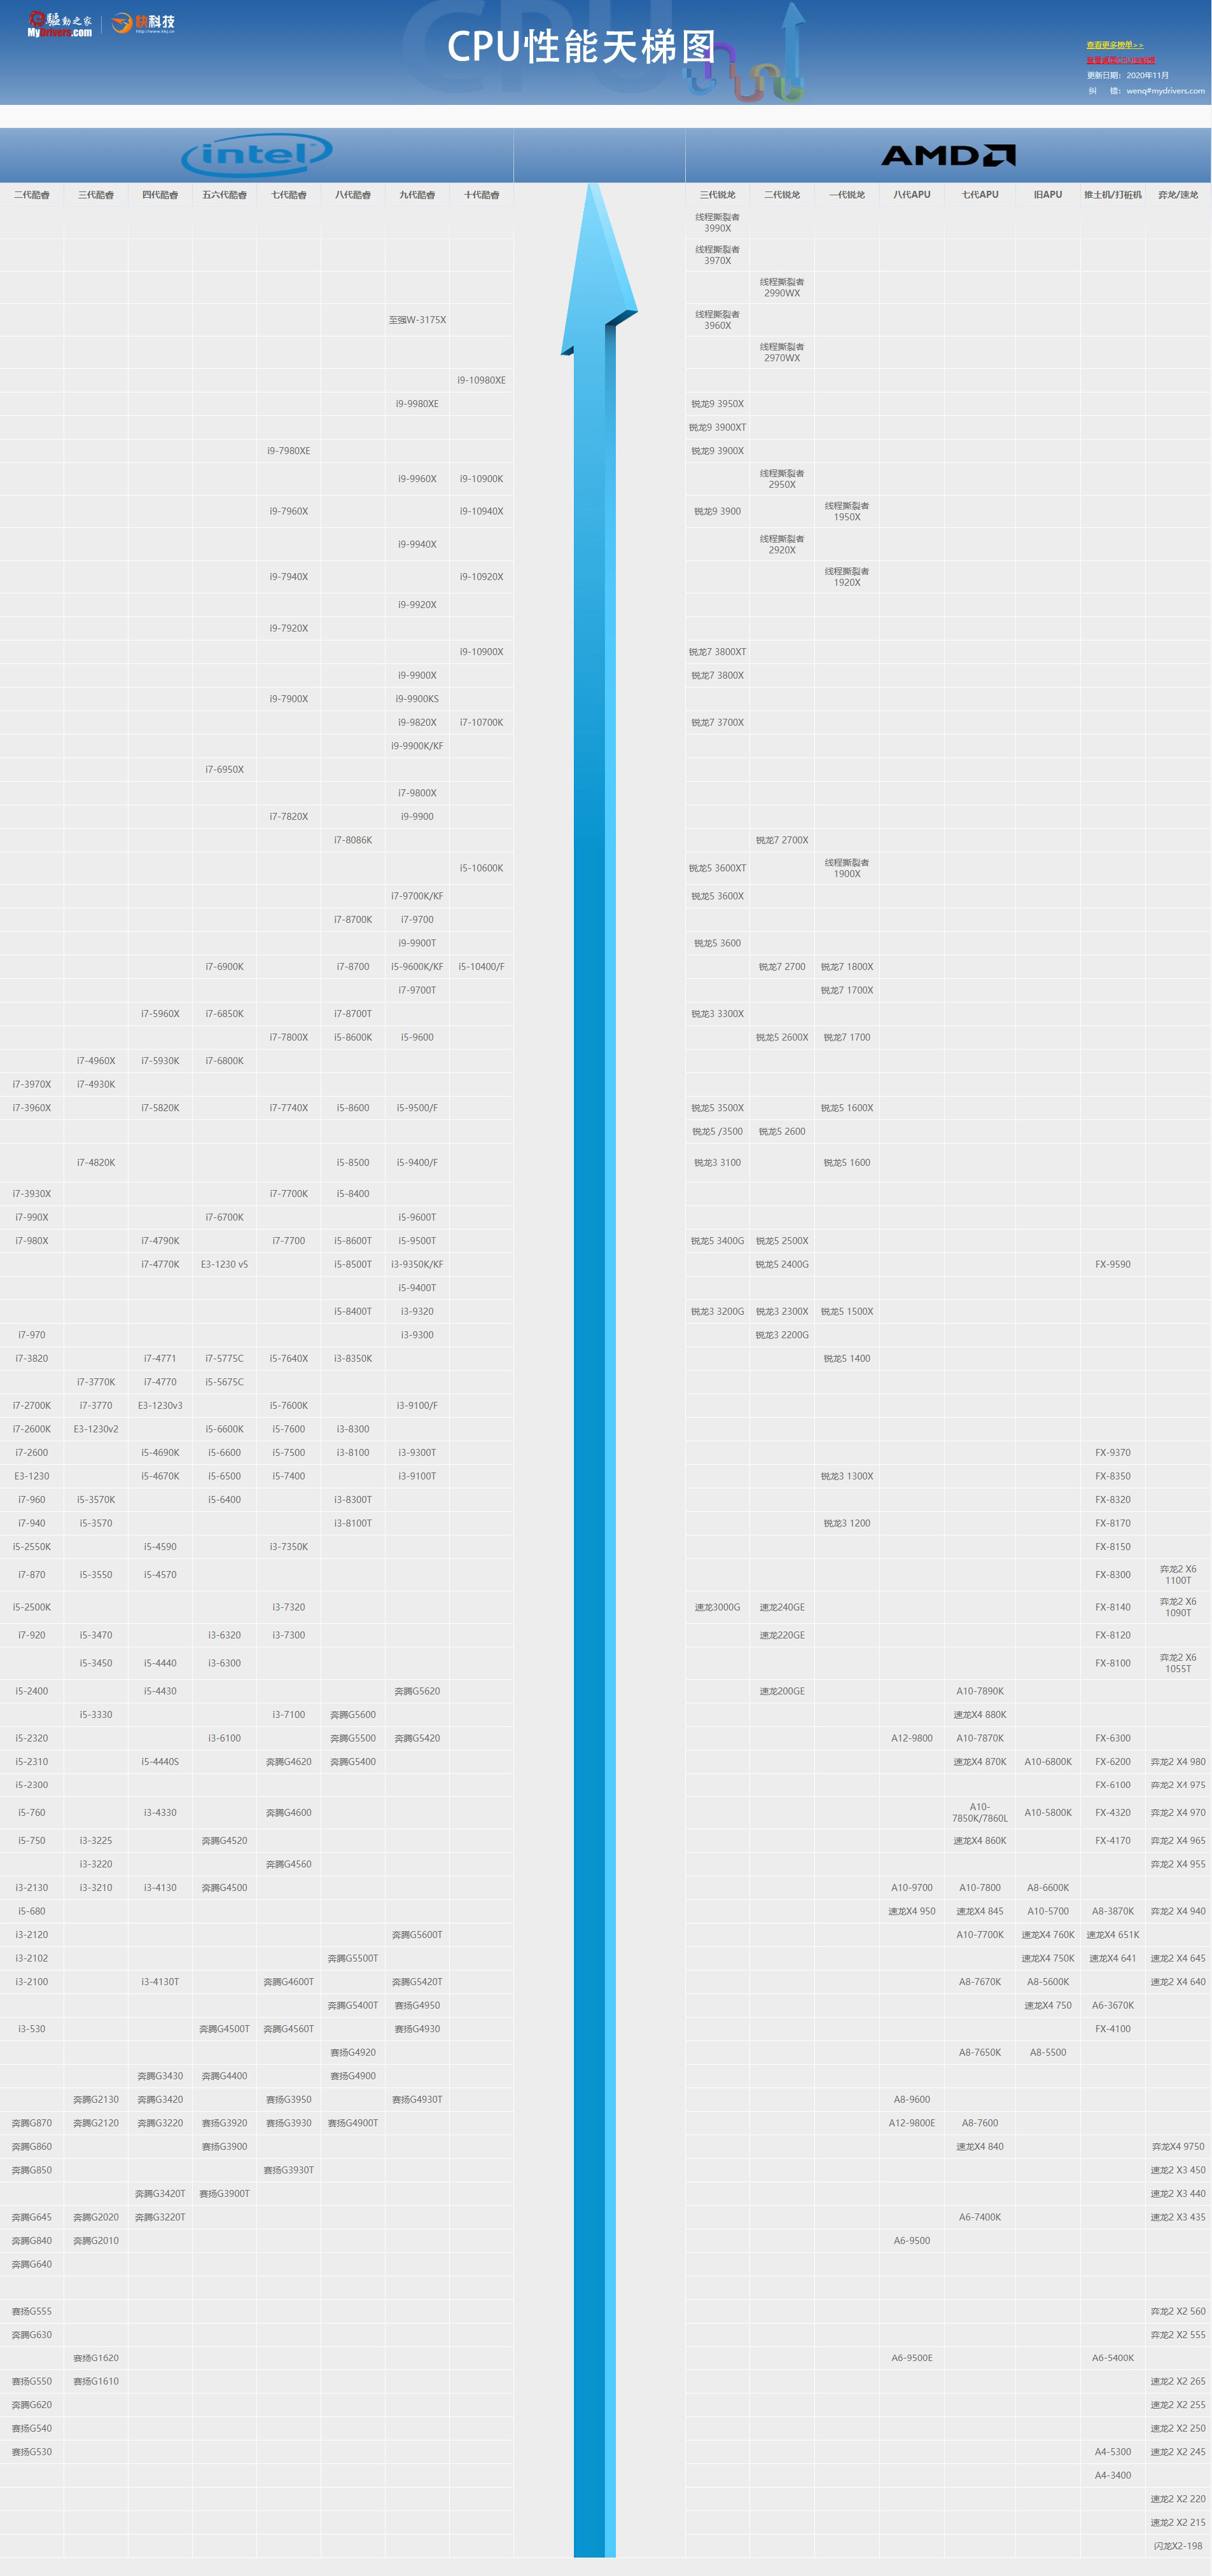 驱動之家
MyDrivers.com
快科技
http://www.kkj.cn
CPU性能天梯图
查看更多榜单>>
更新日期：2020年11月
纠 错：wenq#mydrivers.com
intel
AMD
二代酷睿 三代酷睿 四代酷睿 五六代酷睿 七代酷睿 八代酷睿 九代酷睿 十代酷睿 三代锐龙 二代锐龙 一代锐龙 八代APU 七代APU 旧APU 推土机/打桩机 弈龙/速龙
线程撕裂者
3990X
线程撕裂者
3970X
线程撕裂者
2990WX
至强W-3175X 线程撕裂者
3960X
线程撕裂者
2970WX
i9-10980XE
i9-9980XE 锐龙9 3950X
锐龙9 3900XT
i9-7980XE 锐龙9 3900X
i9-9960X i9-10900K 线程撕裂者
2950X
i9-7960X i9-10940X 锐龙9 3900 线程撕裂者
1950X
i9-9940X 线程撕裂者
2920X
i9-7940X i9-10920X 线程撕裂者
1920X
i9-9920X
i9-7920X
i9-10900X 锐龙7 3800XT
i9-9900X 锐龙7 3800X
i9-7900X i9-9900KS
i9-9820X i7-10700K 锐龙7 3700X
i9-9900K/KF
i7-6950X
i7-9800X
i7-7820X i9-9900
i7-8086K 锐龙7 2700X
i5-10600K 锐龙5 3600XT 线程撕裂者
1900X
i7-9700K/KF 锐龙5 3600X
i7-8700K i7-9700
i9-9900T 锐龙5 3600
i7-6900K i7-8700 i5-9600K/KF i5-10400/F 锐龙7 2700 锐龙7 1800X
i7-9700T 锐龙7 1700X
i7-5960X i7-6850K i7-8700T 锐龙3 3300X
i7-7800X i5-8600K i5-9600 锐龙5 2600X 锐龙7 1700
i7-4960X i7-5930K i7-6800K
i7-3970X i7-4930K
i7-3960X i7-5820K i7-7740X i5-8600 i5-9500/F 锐龙5 3500X 锐龙5 1600X
锐龙5 /3500 锐龙5 2600
i7-4820K i5-8500 i5-9400/F 锐龙3 3100 锐龙5 1600
i7-3930X i7-7700K i5-8400
i7-990X i7-6700K i5-9600T
i7-980X i7-4790K i7-7700 i5-8600T i5-9500T 锐龙5 3400G 锐龙5 2500X
i7-4770K E3-1230 v5 i5-8500T i3-9350K/KF 锐龙5 2400G FX-9590
i5-9400T
i5-8400T i3-9320 锐龙3 3200G 锐龙3 2300X 锐龙5 1500X
i7-970 i3-9300 锐龙3 2200G
i7-3820 i7-4771 i7-5775C i5-7640X i3-8350K 锐龙5 1400
i7-3770K i7-4770 i5-5675C
i7-2700K i7-3770 E3-1230v3 i5-7600K i3-9100/F
i7-2600K E3-1230v2 i5-6600K i5-7600 i3-8300
i7-2600 i5-4690K i5-6600 i5-7500 i3-8100 i3-9300T FX-9370
E3-1230 i5-4670K i5-6500 i5-7400 i3-9100T 锐龙3 1300X FX-8350
i7-960 i5-3570K i5-6400 i3-8300T FX-8320
i7-940 i5-3570 i3-8100T 锐龙3 1200 FX-8170
i5-2550K i5-4590 i3-7350K FX-8150
i7-870 i5-3550 i5-4570 FX-8300 弈龙2 X6
1100T
i5-2500K i3-7320 速龙3000G 速龙240GE FX-8140 弈龙2 X6
1090T
i7-920 i5-3470 i3-6320 i3-7300 速龙220GE FX-8120
i5-3450 i5-4440 i3-6300 FX-8100 弈龙2 X6
1055T
i5-2400 i5-4430 奔腾G5620 速龙200GE A10-7890K
i5-3330 i3-7100 奔腾G5600 速龙X4 880K
i5-2320 i3-6100 奔腾G5500 奔腾G5420 A12-9800 A10-7870K FX-6300
i5-2310 i5-4440S 奔腾G4620 奔腾G5400 速龙X4 870K A10-6800K FX-6200 弈龙2 X4 980
i5-2300 FX-6100 弈龙2 X4 975
i5-760 i3-4330 奔腾G4600 A10-
7850K/7860L A10-5800K FX-4320 弈龙2 X4 970
i5-750 i3-3225 奔腾G4520 速龙X4 860K FX-4170 弈龙2 X4 965
i3-3220 奔腾G4560 弈龙2 X4 955
i3-2130 i3-3210 i3-4130 奔腾G4500 A10-9700 A10-7800 A8-6600K
i5-680 速龙X4 950 速龙X4 845 A10-5700 A8-3870K 弈龙2 X4 940
i3-2120 奔腾G5600T A10-7700K 速龙X4 760K 速龙X4 651K
i3-2102 奔腾G5500T 速龙X4 750K 速龙X4 641 速龙2 X4 645
i3-2100 i3-4130T 奔腾G4600T 奔腾G5420T A8-7670K A8-5600K 速龙2 X4 640
奔腾G5400T 赛扬G4950 速龙X4 750 A6-3670K
i3-530 奔腾G4500T 奔腾G4560T 赛扬G4930 FX-4100
赛扬G4920 A8-7650K A8-5500
奔腾G3430 奔腾G4400 赛扬G4900
奔腾G2130 奔腾G3420 赛扬G3950 赛扬G4930T A8-9600
奔腾G870 奔腾G2120 奔腾G3220 赛扬G3920 赛扬G3930 赛扬G4900T A12-9800E A8-7600
奔腾G860 赛扬G3900 速龙X4 840 弈龙X4 9750
奔腾G850 赛扬G3930T 速龙2 X3 450
奔腾G3420T 赛扬G3900T 速龙2 X3 440
奔腾G645 奔腾G2020 奔腾G3220T A6-7400K 速龙2 X3 435
奔腾G840 奔腾G2010 A6-9500
奔腾G640
赛扬G555 弈龙2 X2 560
奔腾G630 弈龙2 X2 555
赛扬G1620 A6-9500E A6-5400K
赛扬G550 赛扬G1610 速龙2 X2 265
奔腾G620 速龙2 X2 255
赛扬G540 速龙2 X2 250
赛扬G530 A4-5300 速龙2 X2 245
A4-3400
速龙2 X2 220
速龙2 X2 215
闪龙X2-198